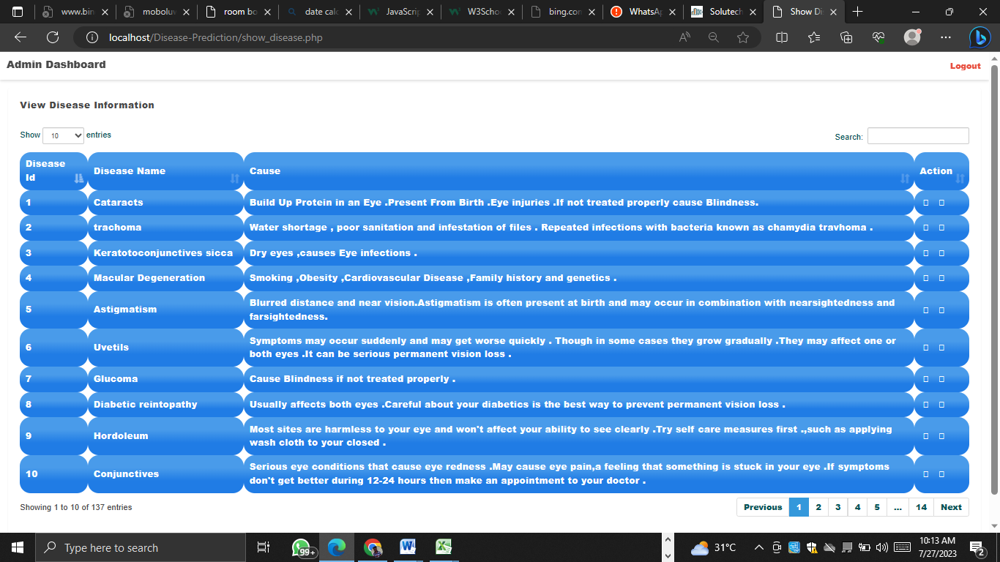 www.bin
moboluv
room bo
date calc
JavaScrip
W3Schoo
bing.con
WhatsAp
Solutech
Show Di
localhost/Disease-Prediction/show_disease.php
Admin Dashboard
Logout
View Disease Information
Show 10 entries
Search:
Disease Id
Disease Name
Cause
Action
1 Cataracts Build Up Protein in an Eye .Present From Birth .Eye injuries .If not treated properly cause Blindness.
2 trachoma Water shortage , poor sanitation and infestation of files . Repeated infections with bacteria known as chamydia travhoma .
3 Keratotoconjunctives sicca Dry eyes ,causes Eye infections .
4 Macular Degeneration Smoking ,Obesity ,Cardiovascular Disease ,Family history and genetics .
5 Astigmatism Blurred distance and near vision.Astigmatism is often present at birth and may occur in combination with nearsightedness and
farsightedness.
6 Uvetils Symptoms may occur suddenly and may get worse quickly . Though in some cases they grow gradually .They may affect one or
both eyes .It can be serious permanent vision loss .
7 Glucoma Cause Blindness if not treated properly .
8 Diabetic reintopathy Usually affects both eyes .Careful about your diabetics is the best way to prevent permanent vision loss .
9 Hordoleum Most sites are harmless to your eye and won't affect your ability to see clearly .Try self care measures first .,such as applying
wash cloth to your closed .
10 Conjunctives Serious eye conditions that cause eye redness .May cause eye pain,a feeling that something is stuck in your eye .If symptoms
don't get better during 12-24 hours then make an appointment to your doctor .
Showing 1 to 10 of 137 entries
Previous 1 2 3 4 5 ... 14 Next
Type here to search
99+
31°C
10:13 AM
7/27/2023
2